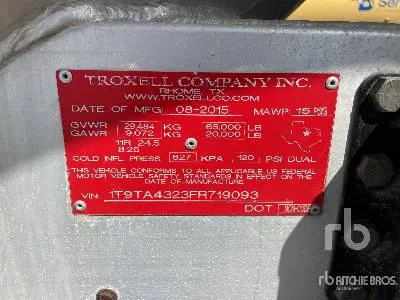 TROXELL COMPANY INC.
RHOME, TX
WWW.TROXELLCO.COM
DATE OF MFG: 08-2015 MAWP: 15 PSIG
GVWR 29,484 KG 65,000 LB
GAWR 9,072 KG 20,000 LB
11R 24.5
8.25
COLD INFL. PRESS. 827 KPA 120 PSI DUAL
THIS VEHICLE CONFORMS TO ALL APPLICABLE US FEDERAL
MOTOR VEHICLE SAFETY STANDARDS IN EFFECT ON THE
DATE OF MANUFACTURE
VIN: 1T9TA4323FR719093
DOT
rb
rb RITCHIE BROS.